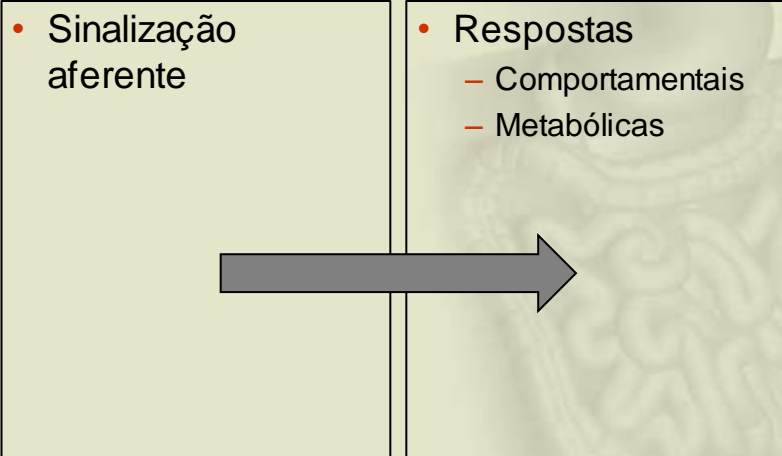 • Sinalização
aferente
• Respostas
– Comportamentais
– Metabólicas